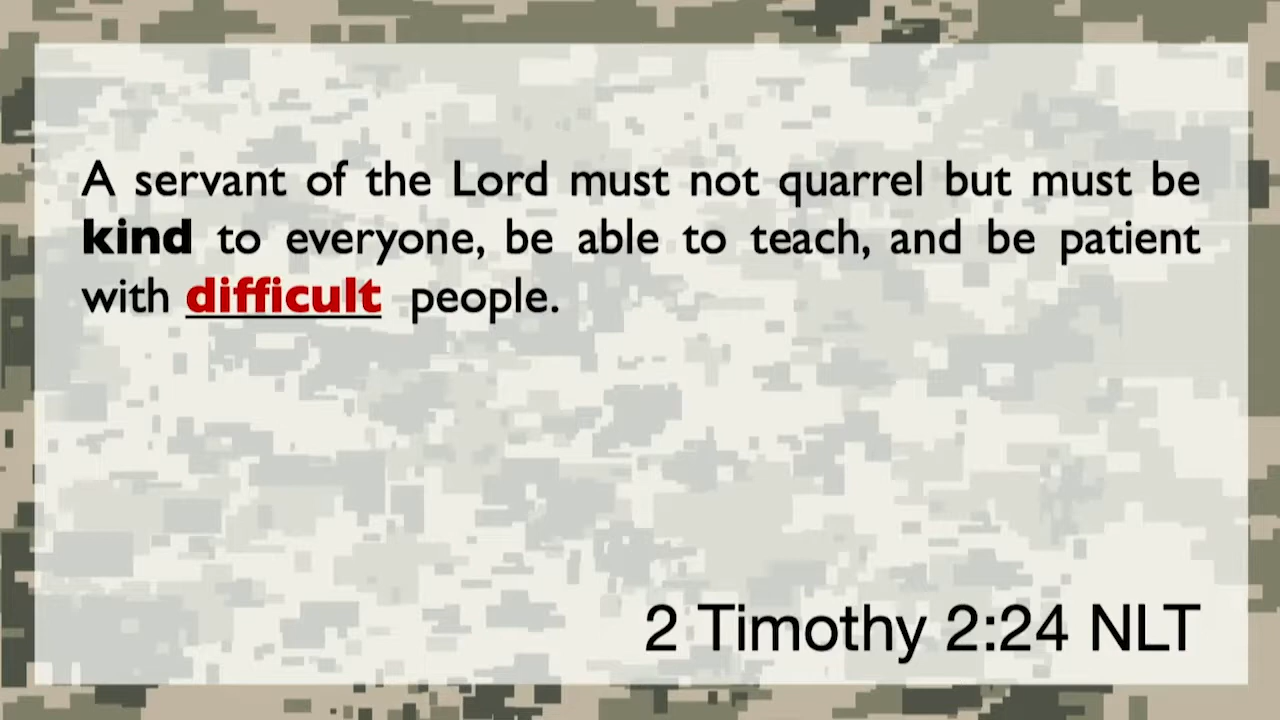 A servant of the Lord must not quarrel but must be
kind to everyone, be able to teach, and be patient
with difficult people.
2 Timothy 2:24 NLT